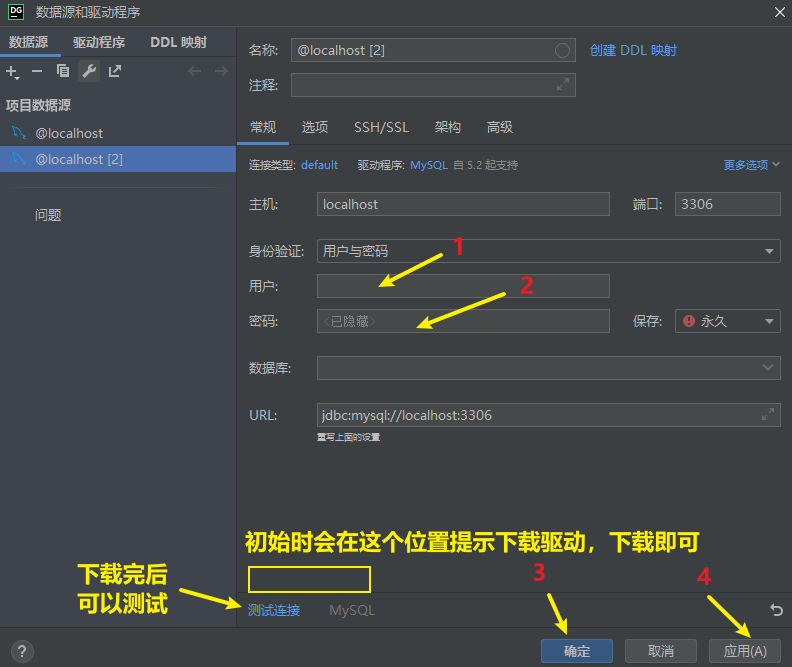 DG 数据源和驱动程序
数据源 驱动程序 DDL 映射
项目数据源
@localhost
@localhost [2]
问题
名称: @localhost [2] 创建 DDL 映射
注释:
常规 选项 SSH/SSL 架构 高级
连接类型: default 驱动程序: MySQL 自 5.2 起支持 更多选项
主机: localhost 端口: 3306
身份验证: 用户与密码 1
用户:
2
密码: <已隐藏> 保存: 永久
数据库:
URL: jdbc:mysql://localhost:3306
重写上面的设置
初始时会在这个位置提示下载驱动，下载即可
下载完后
可以测试
3 4
测试连接 MySQL
? 确定 取消 应用(A)